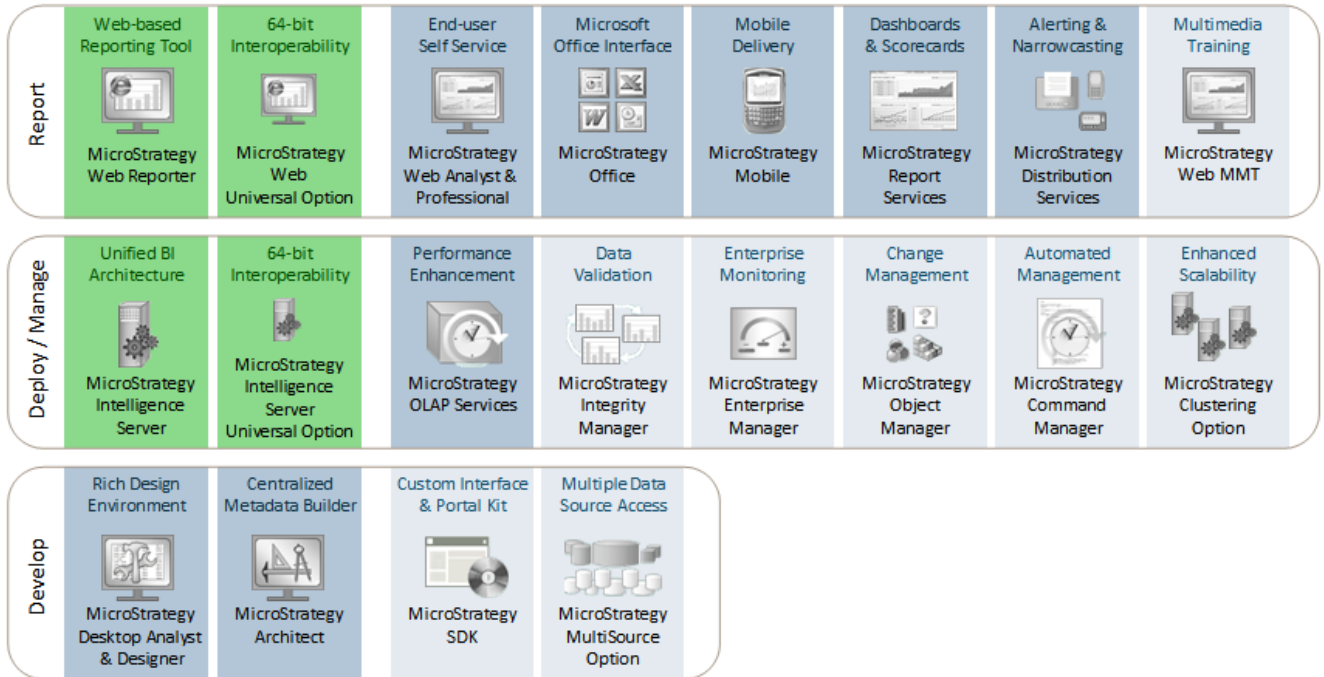 Report
Web-based
Reporting Tool
MicroStrategy
Web Reporter
64-bit
Interoperability
MicroStrategy
Web
Universal Option
End-user
Self Service
MicroStrategy
Web Analyst &
Professional
Microsoft
Office Interface
MicroStrategy
Office
Mobile
Delivery
MicroStrategy
Mobile
Dashboards
& Scorecards
MicroStrategy
Report
Services
Alerting &
Narrowcasting
MicroStrategy
Distribution
Services
Multimedia
Training
MicroStrategy
Web MMT
Deploy / Manage
Unified BI
Architecture
MicroStrategy
Intelligence
Server
64-bit
Interoperability
MicroStrategy
Intelligence
Server
Universal Option
Performance
Enhancement
MicroStrategy
OLAP Services
Data
Validation
MicroStrategy
Integrity
Manager
Enterprise
Monitoring
MicroStrategy
Enterprise
Manager
Change
Management
MicroStrategy
Object
Manager
Automated
Management
MicroStrategy
Command
Manager
Enhanced
Scalability
MicroStrategy
Clustering
Option
Develop
Rich Design
Environment
MicroStrategy
Desktop Analyst
& Designer
Centralized
Metadata Builder
MicroStrategy
Architect
Custom Interface
& Portal Kit
MicroStrategy
SDK
Multiple Data
Source Access
MicroStrategy
MultiSource
Option